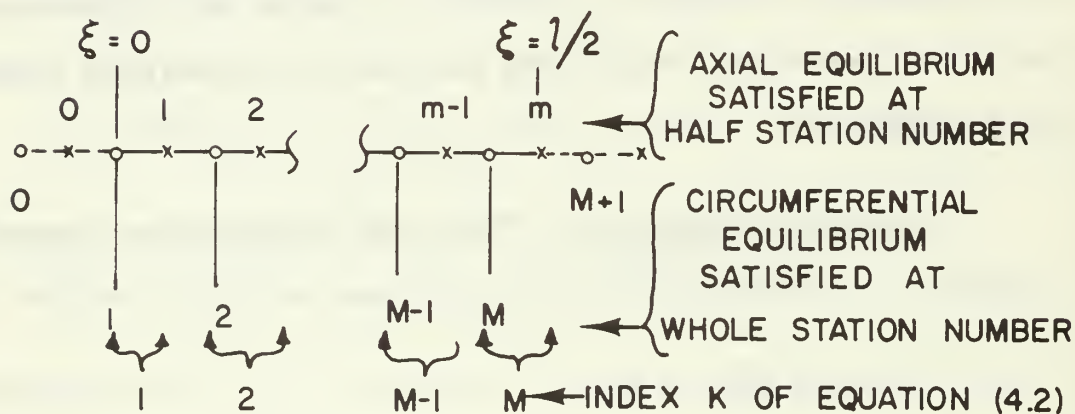 ξ = 0
ξ = 1/2
0 1 2 m-1 m
AXIAL EQUILIBRIUM
SATISFIED AT
HALF STATION NUMBER
0
M+1
CIRCUMFERENTIAL
EQUILIBRIUM
SATISFIED AT
WHOLE STATION NUMBER
1 2 M-1 M
1 2 M-1 M INDEX K OF EQUATION (4.2)